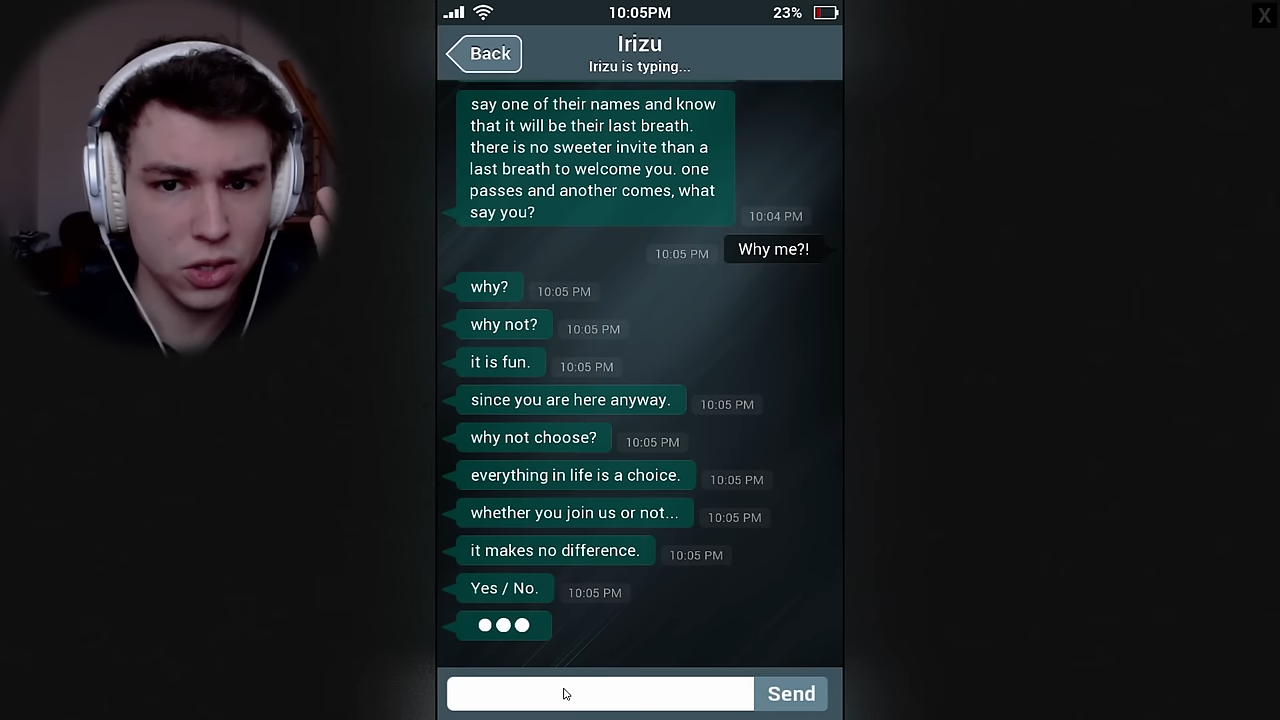 10:05PM
23%
X
Back
Irizu
Irizu is typing...
say one of their names and know
that it will be their last breath.
there is no sweeter invite than a
last breath to welcome you. one
passes and another comes, what
say you?
10:04 PM
10:05 PM
Why me?!
why?
10:05 PM
why not?
10:05 PM
it is fun.
10:05 PM
since you are here anyway.
10:05 PM
why not choose?
10:05 PM
everything in life is a choice.
10:05 PM
whether you join us or not...
10:05 PM
it makes no difference.
10:05 PM
Yes / No.
10:05 PM
Send